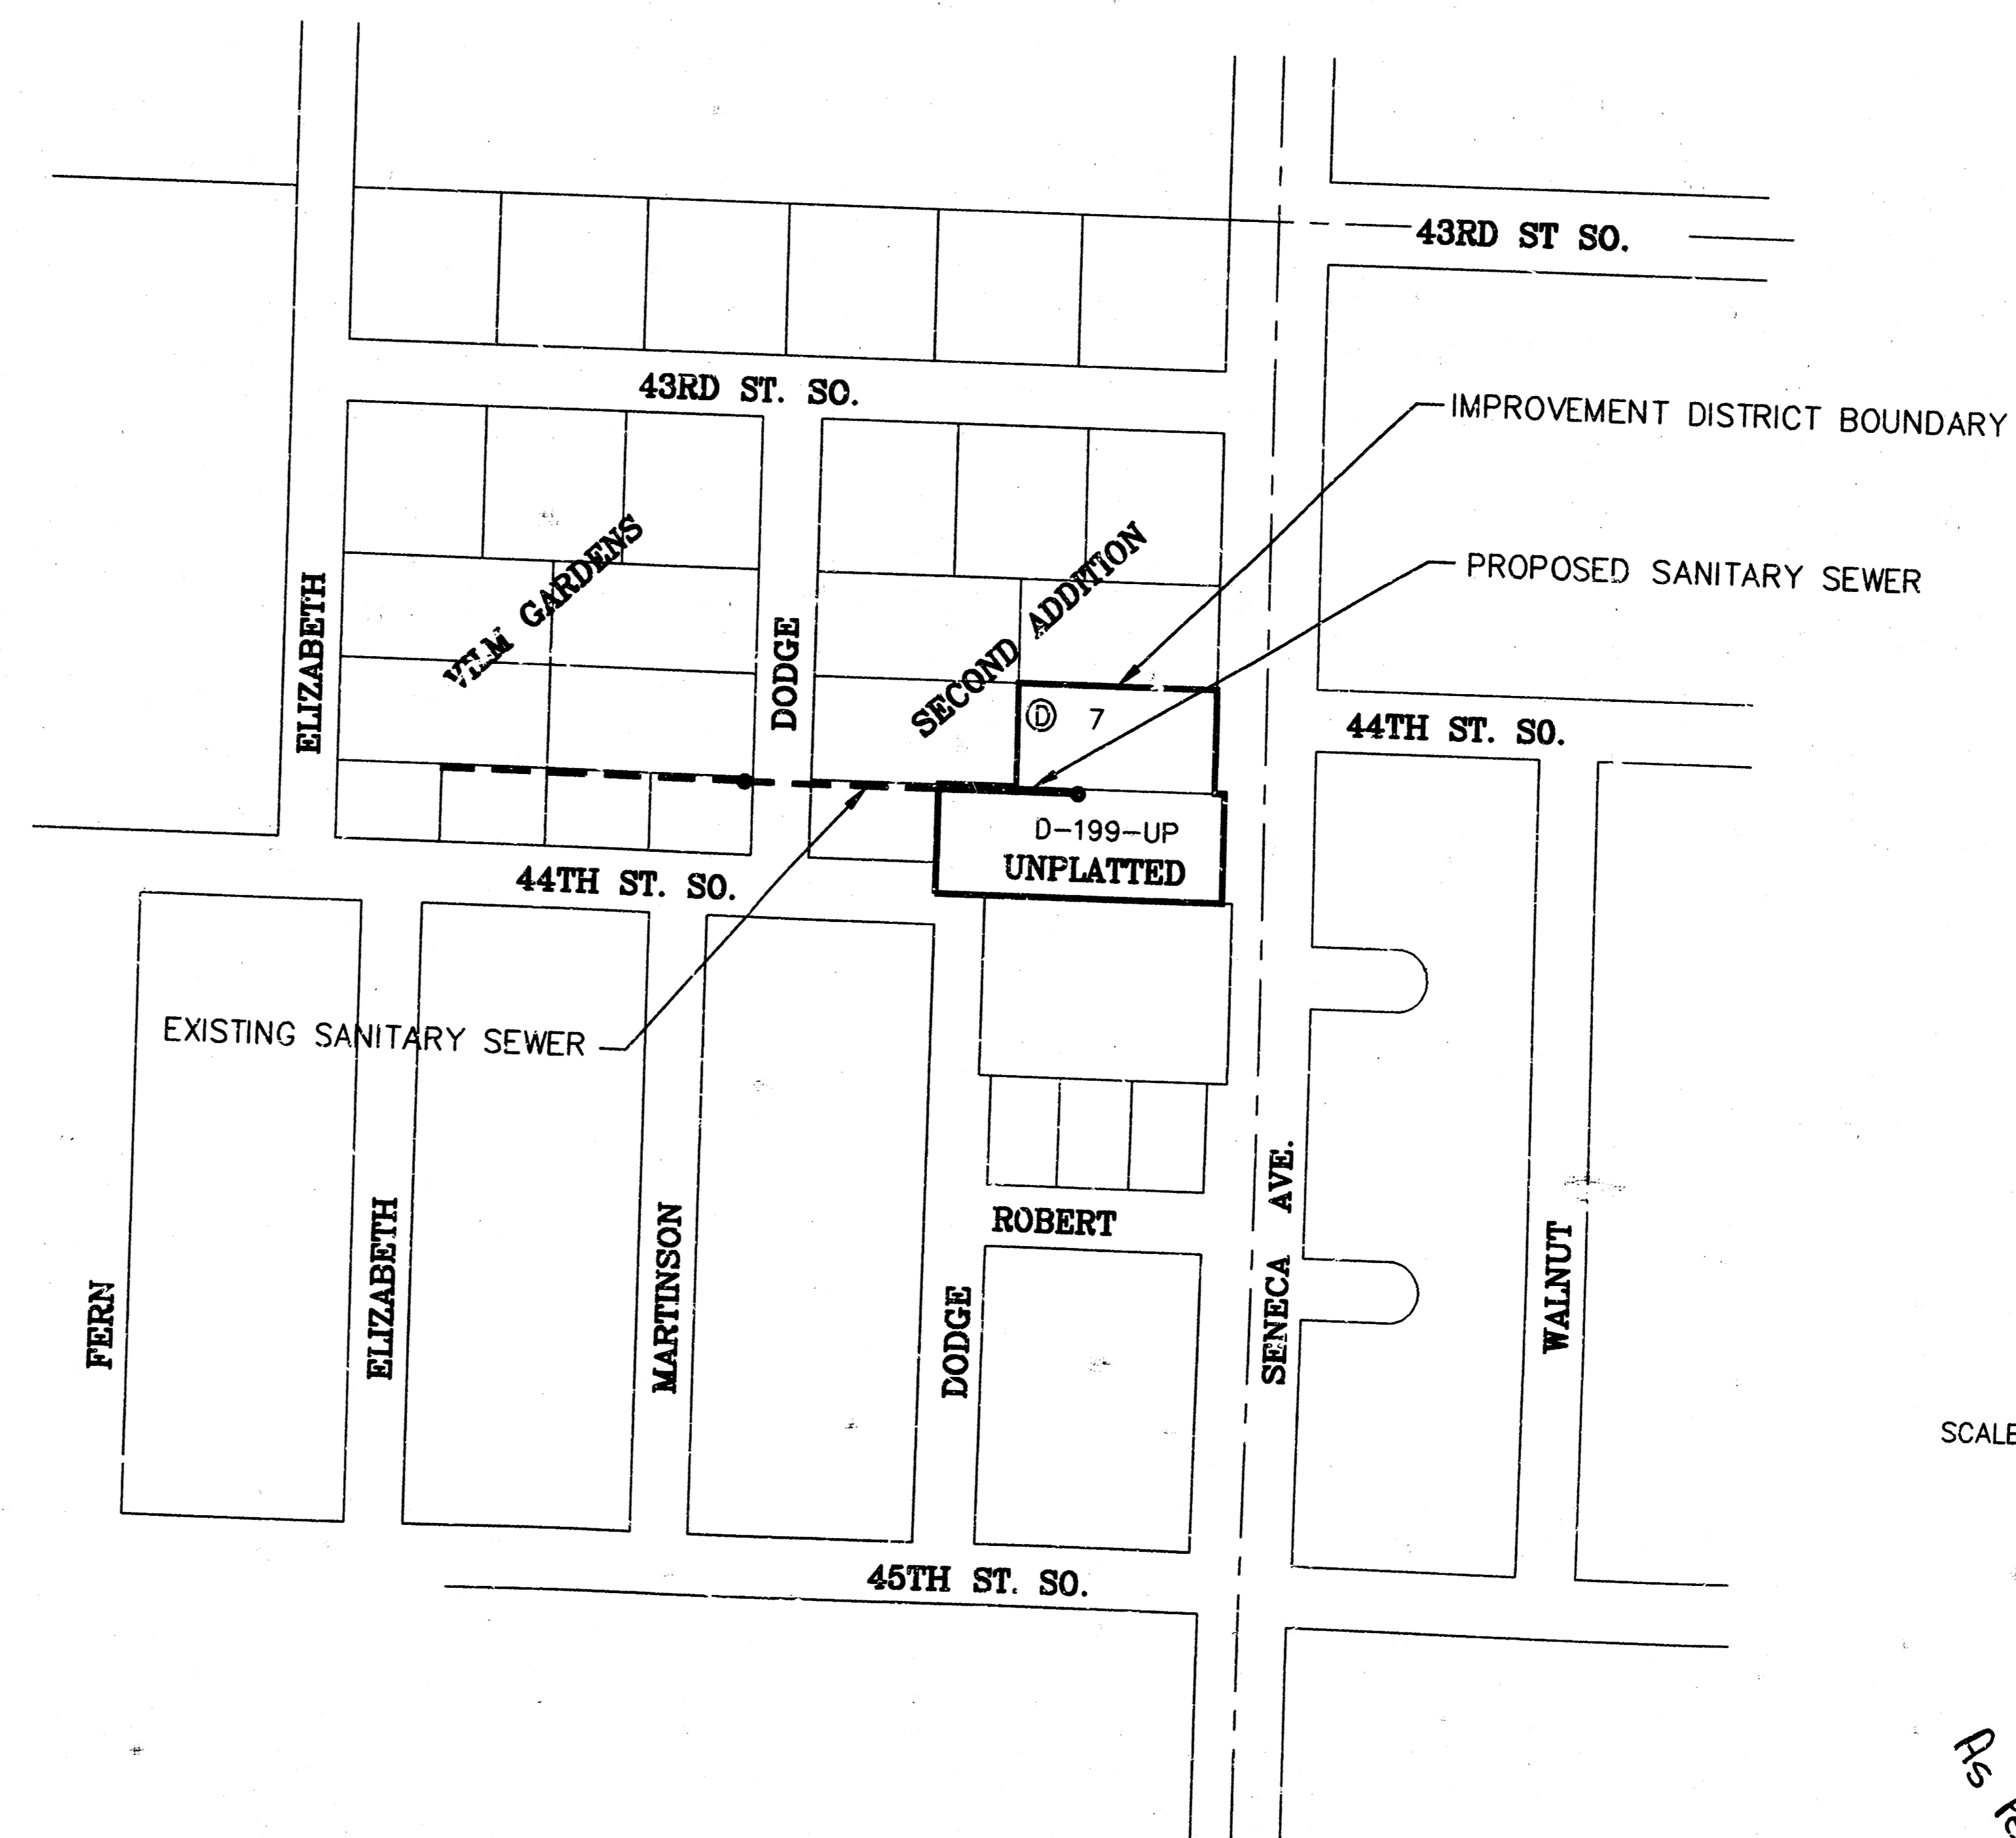 43RD ST SO.
43RD ST. SO.
IMPROVEMENT DISTRICT BOUNDARY
PROPOSED SANITARY SEWER
ELIZABETH
GARDENS
DODGE
SECOND ADDITION
D 7
44TH ST. SO.
D-199-UP
UNPLATTED
44TH ST. SO.
EXISTING SANITARY SEWER
FERN
ELIZABETH
MARTINSON
DODGE
ROBERT
SENECA AVE.
WALNUT
SCALE
45TH ST. SO.
As